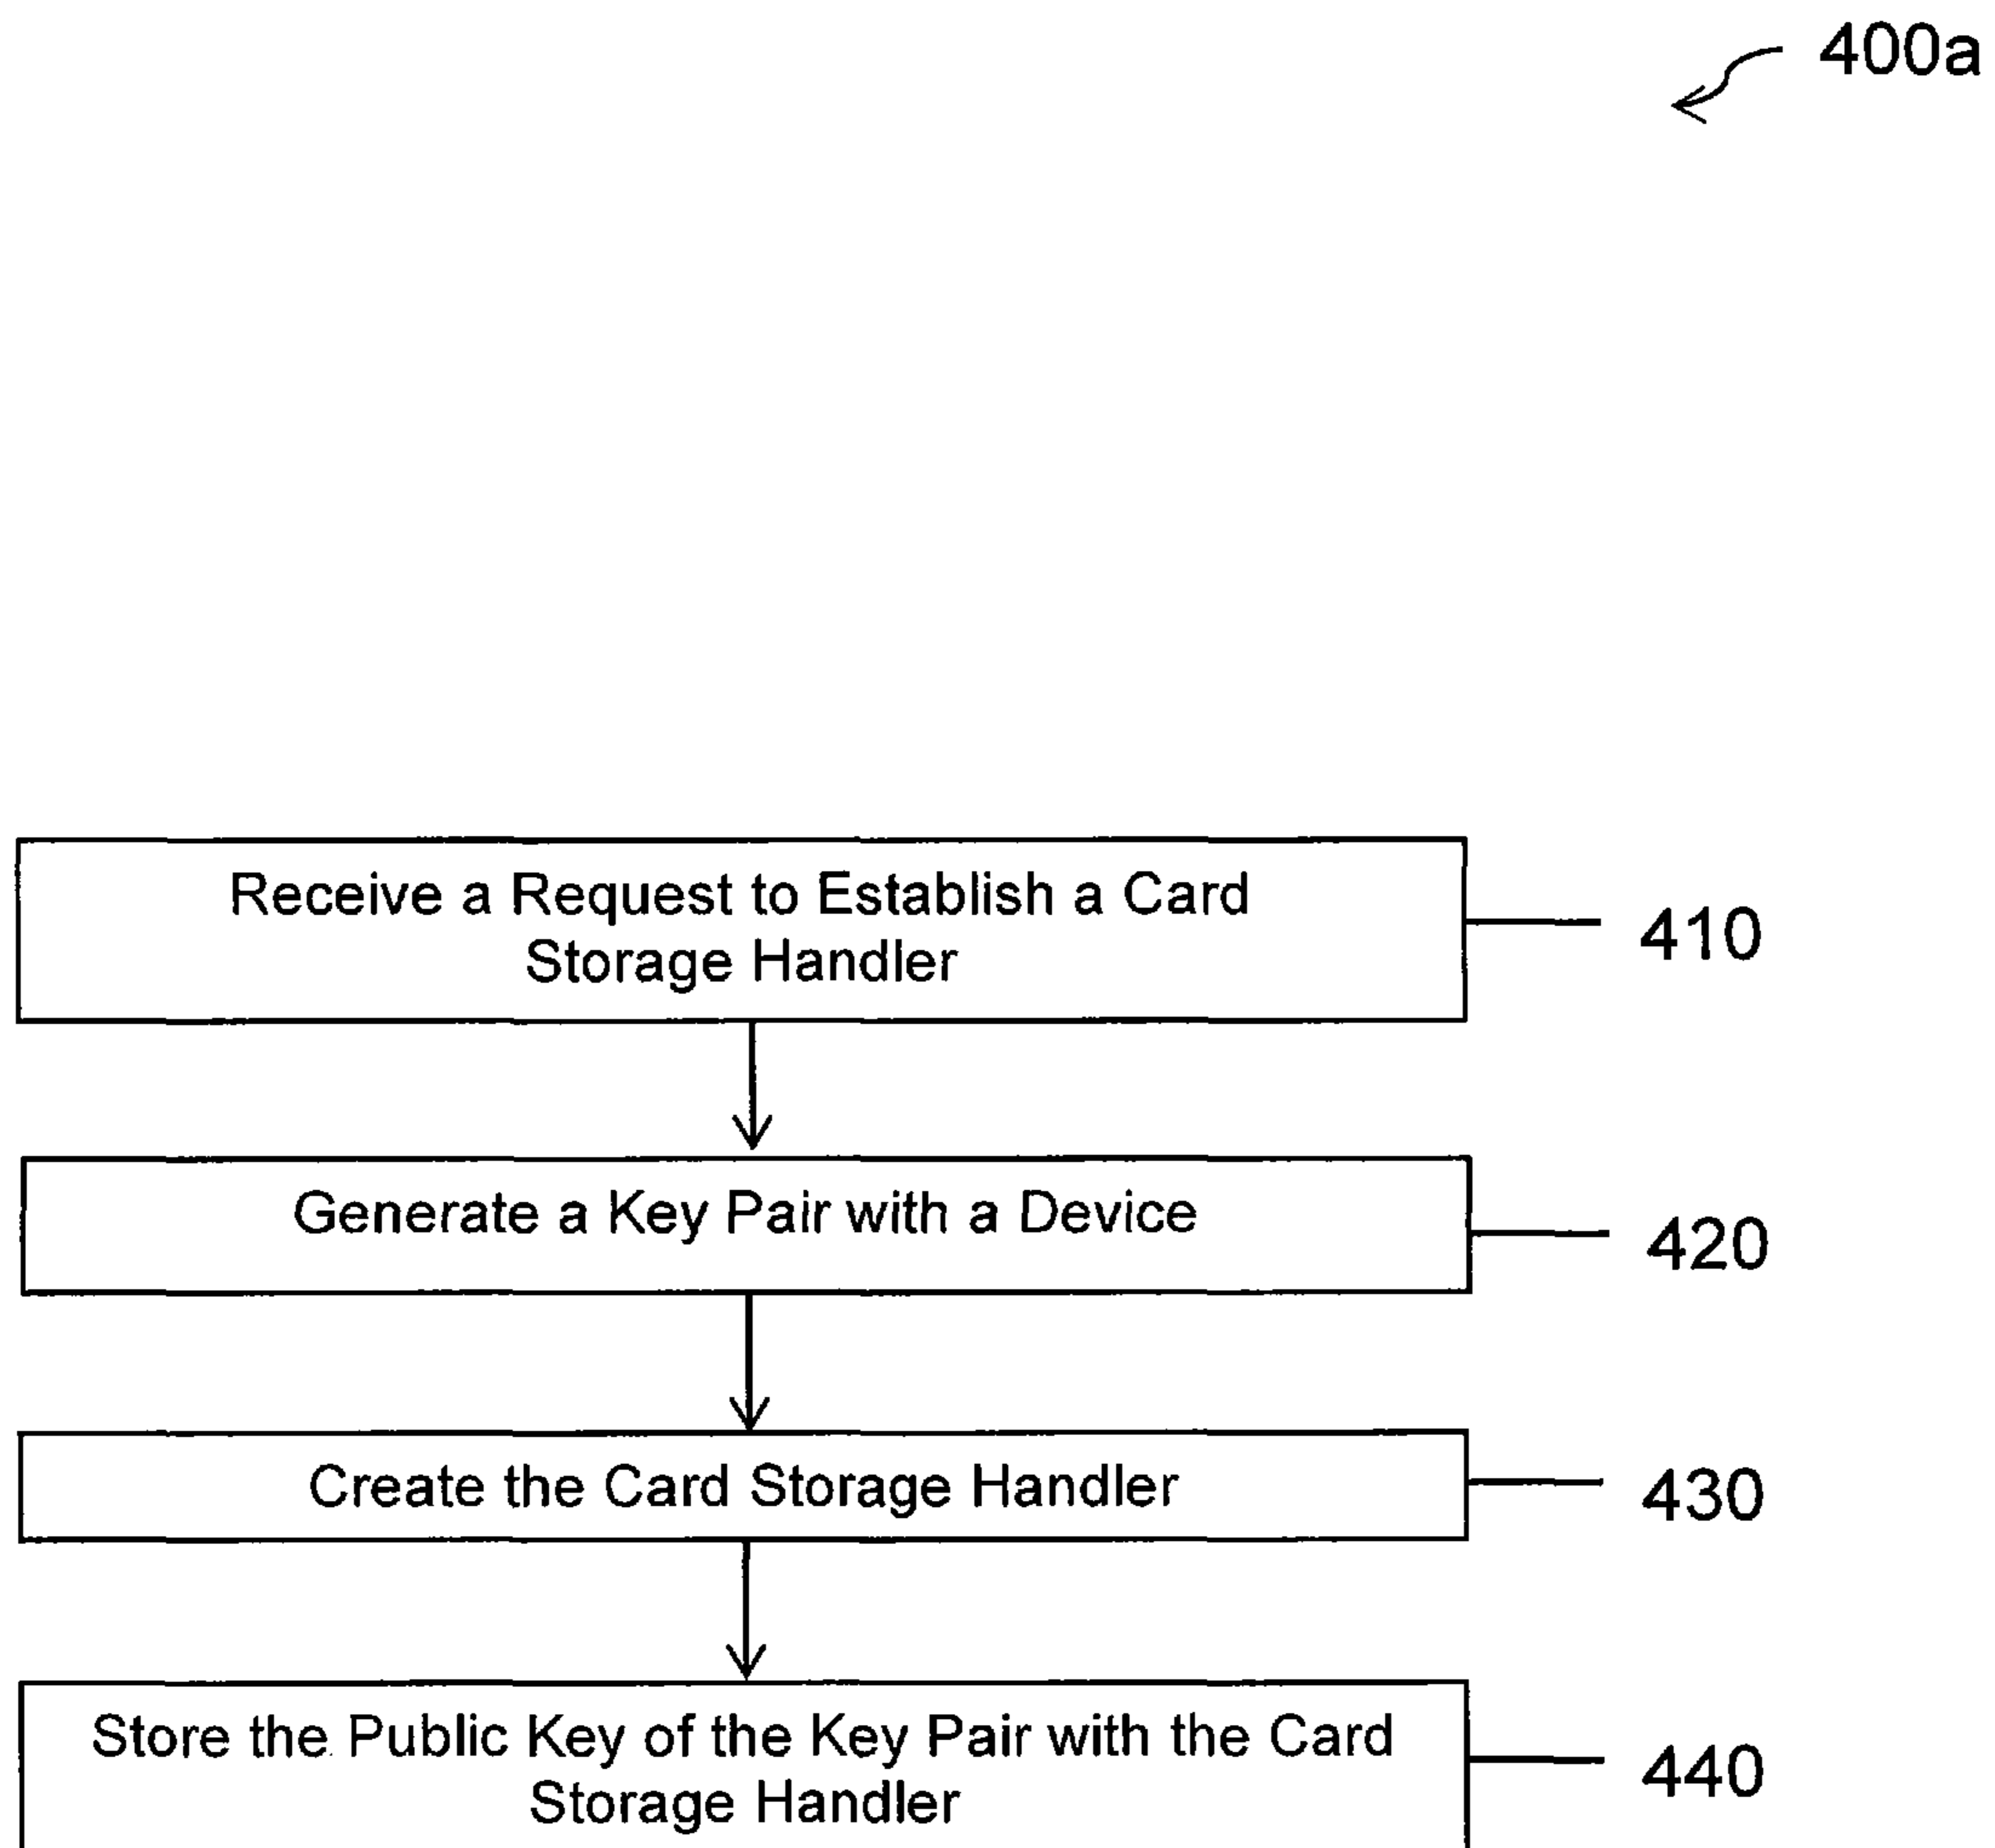 400a
Receive a Request to Establish a Card
Storage Handler
410
Generate a Key Pair with a Device
420
Create the Card Storage Handler
430
Store the Public Key of the Key Pair with the Card
Storage Handler
440